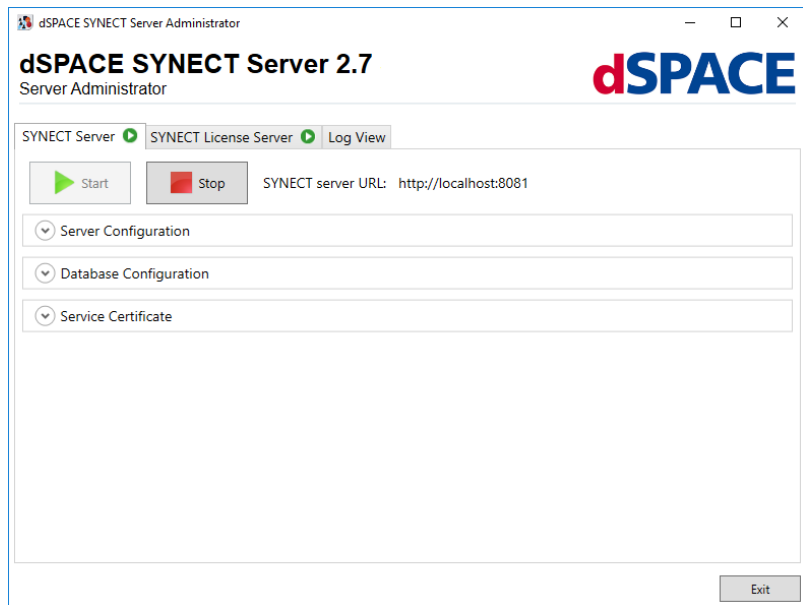 dSPACE SYNECT Server Administrator
dSPACE SYNECT Server 2.7
Server Administrator
dSPACE
SYNECT Server SYNECT License Server Log View
Start Stop SYNECT server URL: http://localhost:8081
Server Configuration
Database Configuration
Service Certificate
Exit